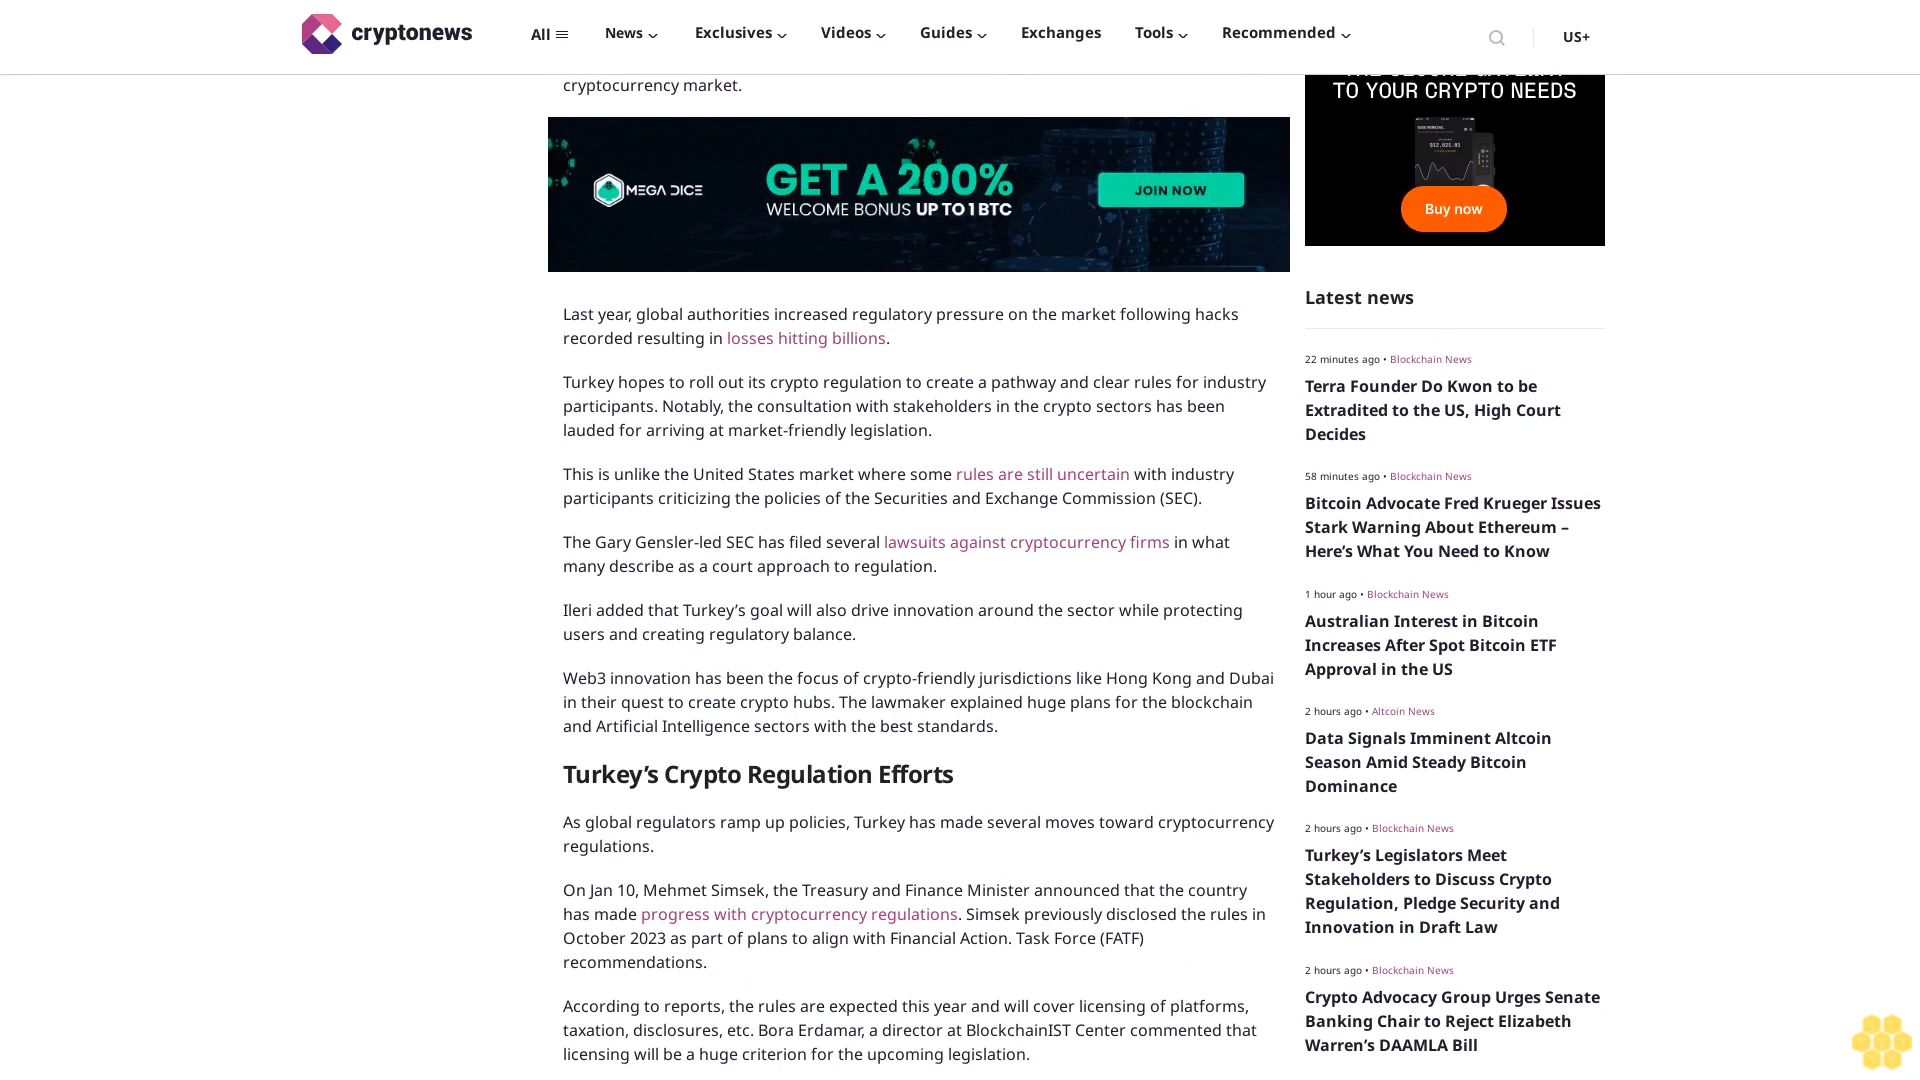 cryptonews
All
News
Exclusives
Videos
Guides
Exchanges
Tools
Recommended
US+
cryptocurrency market.
MEGA DICE
GET A 200%
WELCOME BONUS UP TO 1 BTC
JOIN NOW
Last year, global authorities increased regulatory pressure on the market following hacks
recorded resulting in losses hitting billions.
Turkey hopes to roll out its crypto regulation to create a pathway and clear rules for industry
participants. Notably, the consultation with stakeholders in the crypto sectors has been
lauded for arriving at market-friendly legislation.
This is unlike the United States market where some rules are still uncertain with industry
participants criticizing the policies of the Securities and Exchange Commission (SEC).
The Gary Gensler-led SEC has filed several lawsuits against cryptocurrency firms in what
many describe as a court approach to regulation.
Ileri added that Turkey’s goal will also drive innovation around the sector while protecting
users and creating regulatory balance.
Web3 innovation has been the focus of crypto-friendly jurisdictions like Hong Kong and Dubai
in their quest to create crypto hubs. The lawmaker explained huge plans for the blockchain
and Artificial Intelligence sectors with the best standards.
Turkey’s Crypto Regulation Efforts
As global regulators ramp up policies, Turkey has made several moves toward cryptocurrency
regulations.
On Jan 10, Mehmet Simsek, the Treasury and Finance Minister announced that the country
has made progress with cryptocurrency regulations. Simsek previously disclosed the rules in
October 2023 as part of plans to align with Financial Action. Task Force (FATF)
recommendations.
According to reports, the rules are expected this year and will cover licensing of platforms,
taxation, disclosures, etc. Bora Erdamar, a director at BlockchainIST Center commented that
licensing will be a huge criterion for the upcoming legislation.
TO YOUR CRYPTO NEEDS
$12,821.81
Buy now
Latest news
22 minutes ago • Blockchain News
Terra Founder Do Kwon to be
Extradited to the US, High Court
Decides
58 minutes ago • Blockchain News
Bitcoin Advocate Fred Krueger Issues
Stark Warning About Ethereum –
Here’s What You Need to Know
1 hour ago • Blockchain News
Australian Interest in Bitcoin
Increases After Spot Bitcoin ETF
Approval in the US
2 hours ago • Altcoin News
Data Signals Imminent Altcoin
Season Amid Steady Bitcoin
Dominance
2 hours ago • Blockchain News
Turkey’s Legislators Meet
Stakeholders to Discuss Crypto
Regulation, Pledge Security and
Innovation in Draft Law
2 hours ago • Blockchain News
Crypto Advocacy Group Urges Senate
Banking Chair to Reject Elizabeth
Warren’s DAAMLA Bill